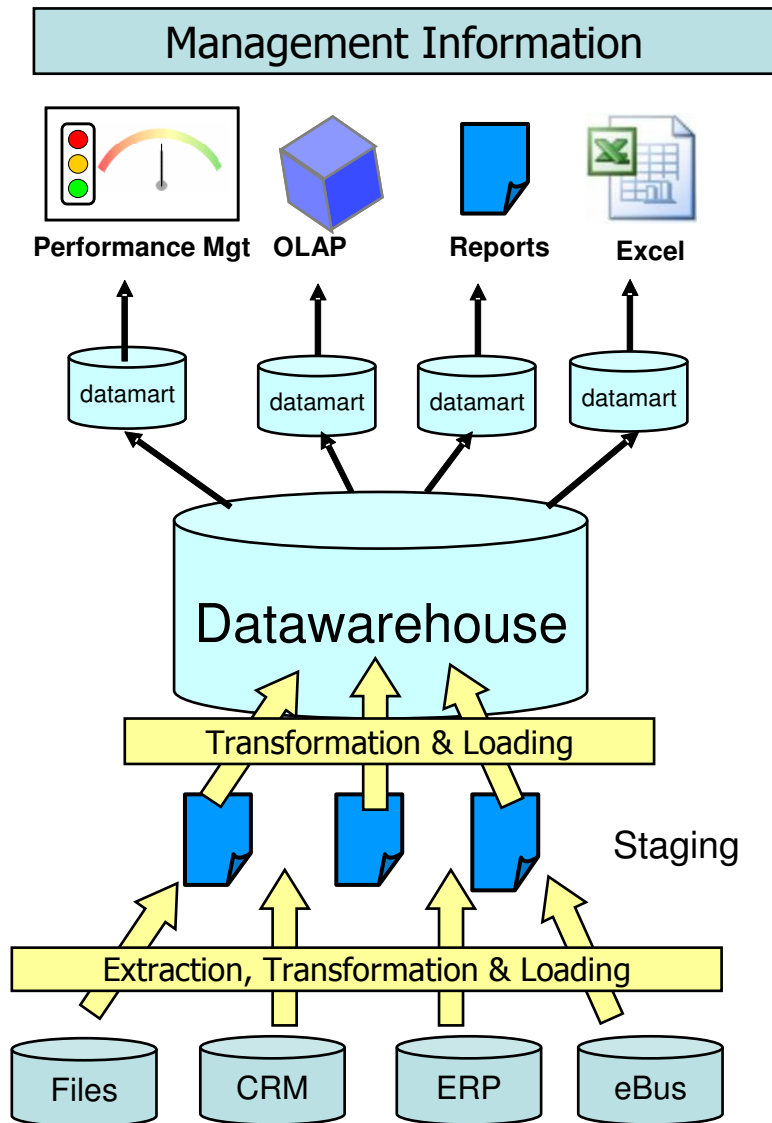 Management Information
Performance Mgt
OLAP
Reports
Excel
datamart
datamart
datamart
datamart
Datawarehouse
Transformation & Loading
Staging
Extraction, Transformation & Loading
Files
CRM
ERP
eBus